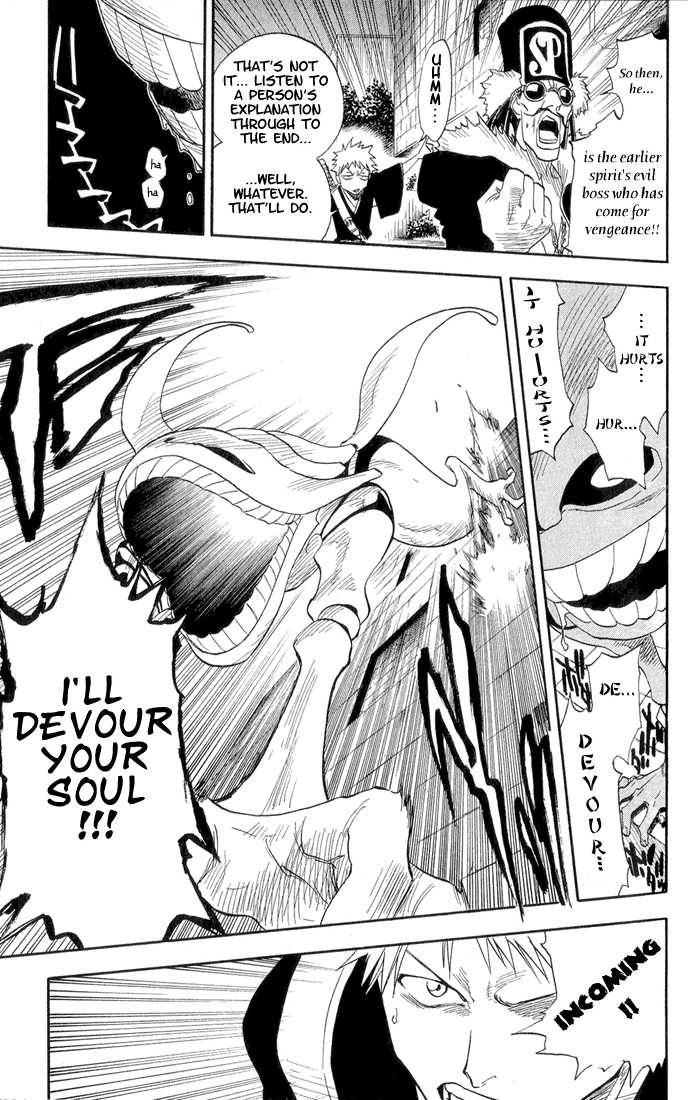 So then,
he...
is the earlier
spirit's evil
boss who has
come for
vengeance!!
SP
UHMM...
THAT'S NOT
IT... LISTEN TO
A PERSON'S
EXPLANATION
THROUGH TO
THE END...
...WELL,
WHATEVER.
THAT'LL DO.
ha
ha
...
IT
HURTS
...
HUR...
IT HU-URTS...
DE...
DEVOUR...
I'LL
DEVOUR
YOUR
SOUL
!!!
INCOMING
!!